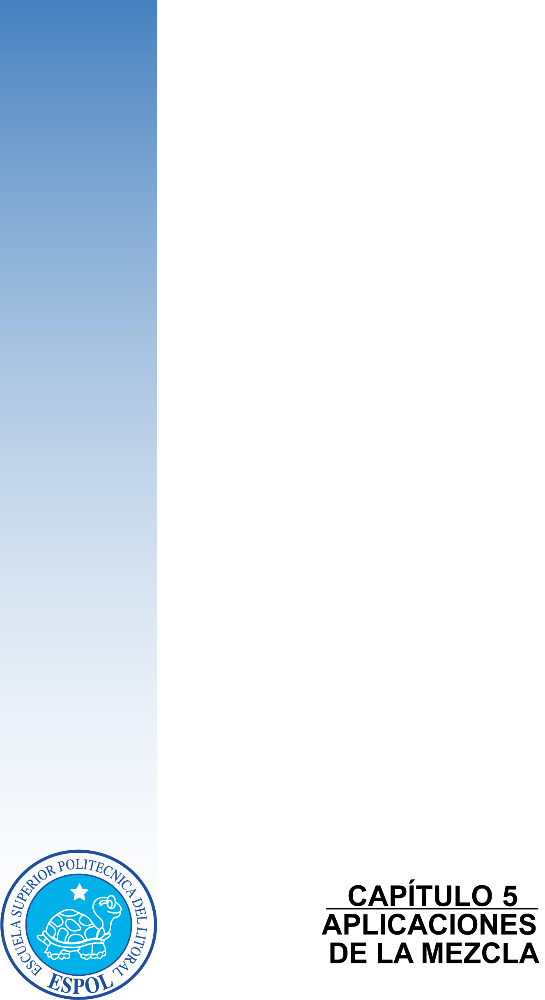 ESCUELA SUPERIOR POLITECNICA DEL LITORAL
ESPOL
CAPÍTULO 5
APLICACIONES
DE LA MEZCLA